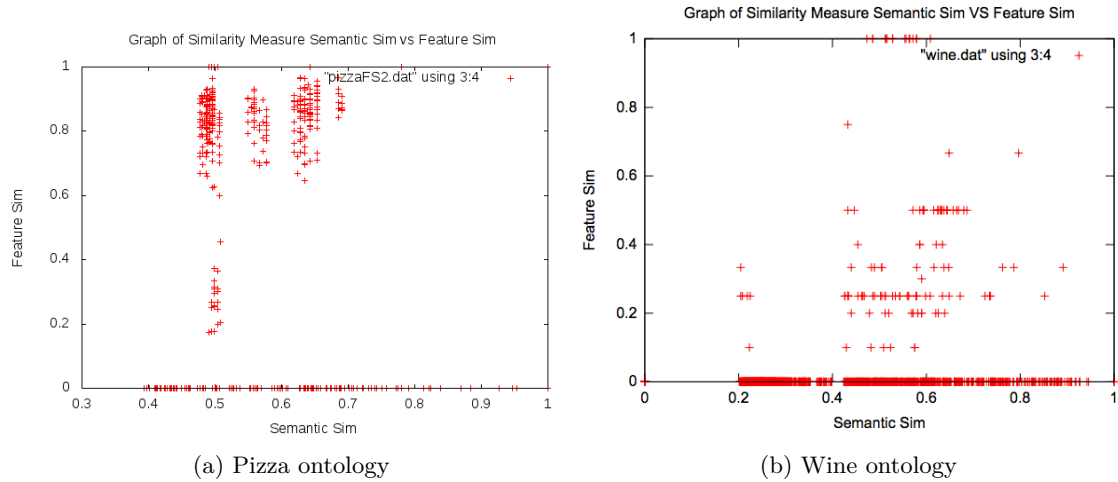 Graph of Similarity Measure Semantic Sim vs Feature Sim
1
"pizzaFS2.dat" using 3:4
0.8
0.6
Feature Sim
0.4
0.2
0
0.3 0.4 0.5 0.6 0.7 0.8 0.9 1
Semantic Sim
(a) Pizza ontology
Graph of Similarity Measure Semantic Sim VS Feature Sim
1
"wine.dat" using 3:4
0.8
0.6
Feature Sim
0.4
0.2
0
0 0.2 0.4 0.6 0.8 1
Semantic Sim
(b) Wine ontology